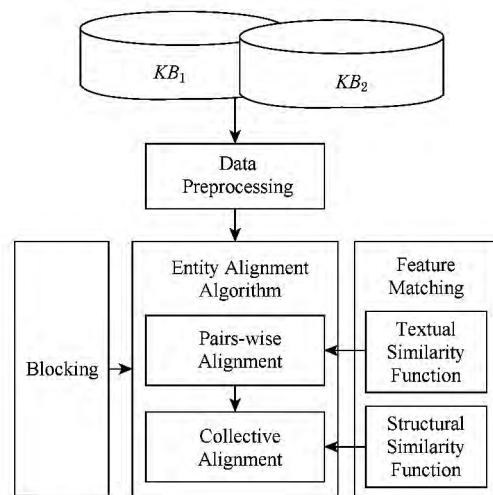 KB₁
KB₂
Data
Preprocessing
Entity Alignment
Algorithm
Feature
Matching
Pairs-wise
Alignment
Textual
Similarity
Function
Blocking
Collective
Alignment
Structural
Similarity
Function